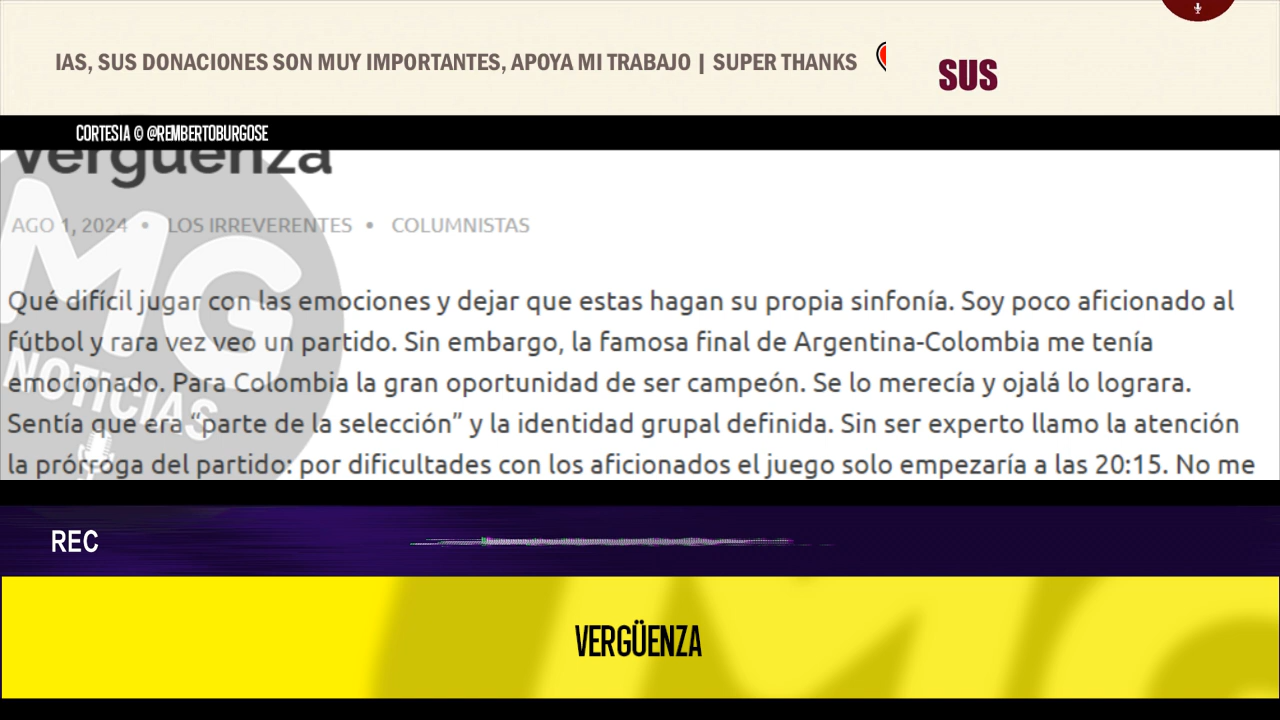 IAS, SUS DONACIONES SON MUY IMPORTANTES, APOYA MI TRABAJO | SUPER THANKS
SUS
CORTESIA © @REMBERTOBURGOSE
Vergüenza
AGO 1, 2024 • LOS IRREVERENTES • COLUMNISTAS
MG
NOTICIAS
Qué difícil jugar con las emociones y dejar que estas hagan su propia sinfonía. Soy poco aficionado al
fútbol y rara vez veo un partido. Sin embargo, la famosa final de Argentina-Colombia me tenía
emocionado. Para Colombia la gran oportunidad de ser campeón. Se lo merecía y ojalá lo lograra.
Sentía que era “parte de la selección” y la identidad grupal definida. Sin ser experto llamo la atención
la prórroga del partido: por dificultades con los aficionados el juego solo empezaría a las 20:15. No me
REC
VERGÜENZA